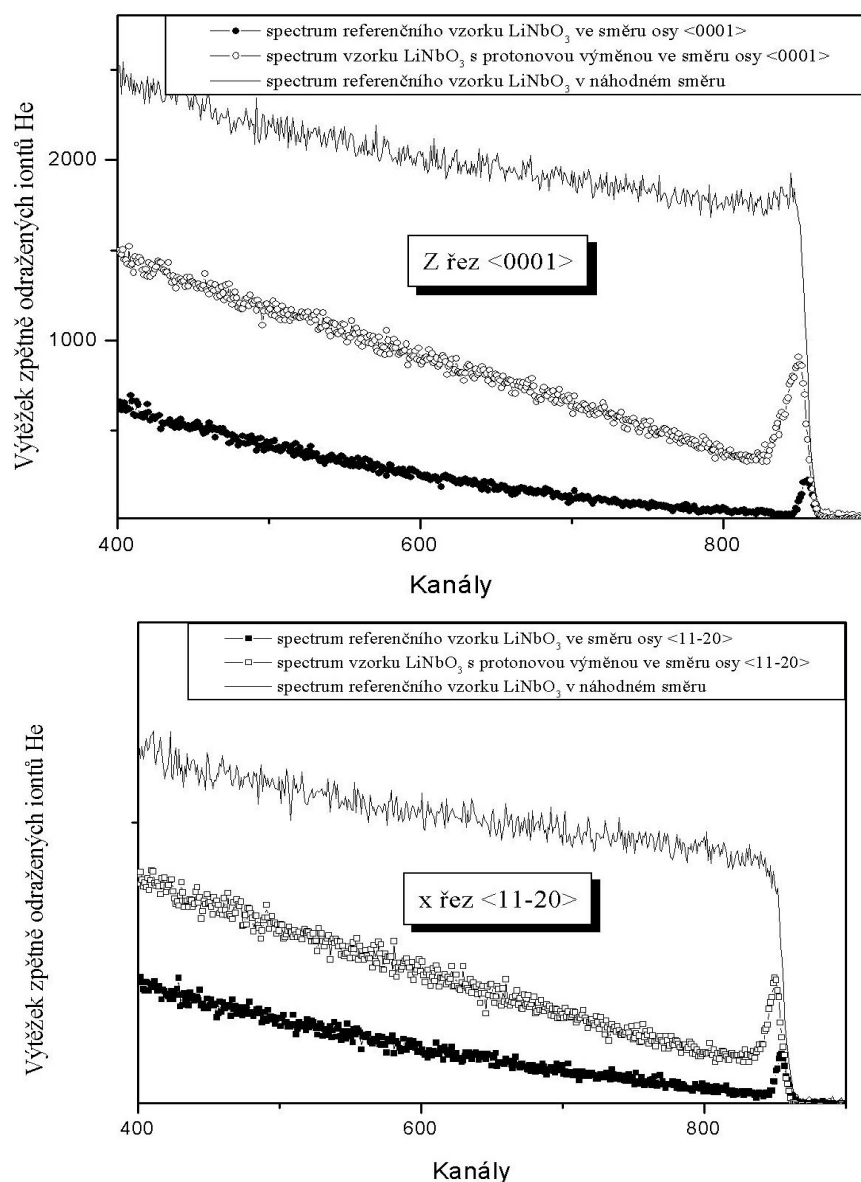 spectrum referenčního vzorku LiNbO3 ve směru osy <0001>
spectrum vzorku LiNbO3 s protonovou výměnou ve směru osy <0001>
spectrum referenčního vzorku LiNbO3 v náhodném směru
Výtěžek zpětně odražených iontů He
2000
1000
Z řez <0001>
400
600
800
Kanály
spectrum referenčního vzorku LiNbO3 ve směru osy <11-20>
spectrum vzorku LiNbO3 s protonovou výměnou ve směru osy <11-20>
spectrum referenčního vzorku LiNbO3 v náhodném směru
Výtěžek zpětně odražených iontů He
x řez <11-20>
400
600
800
Kanály